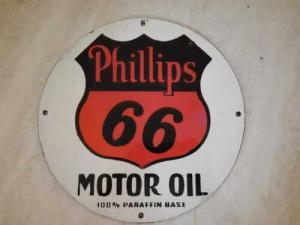 Phillips
66
MOTOR OIL
100% PARAFFIN BASE